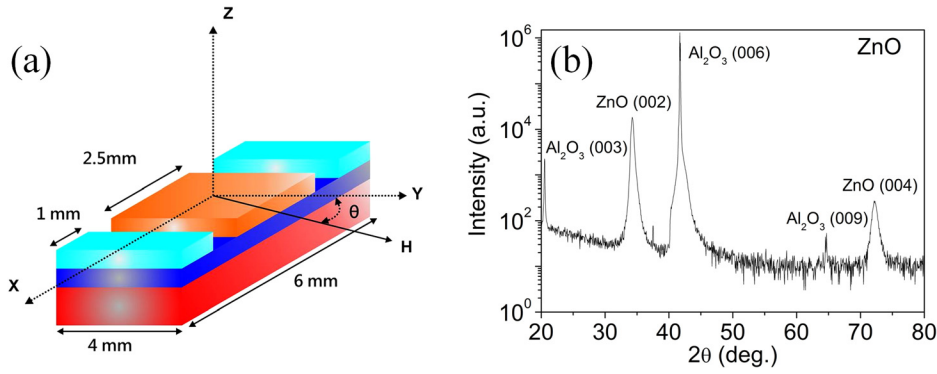 (a)
Z
2.5mm
1 mm
Y
θ
H
X
6 mm
4 mm
(b)
ZnO
Al₂O₃ (006)
ZnO (002)
Al₂O₃ (003)
ZnO (004)
Al₂O₃ (009)
Intensity (a.u.)
10⁶
10⁴
10²
10⁰
20 30 40 50 60 70 80
2θ (deg.)